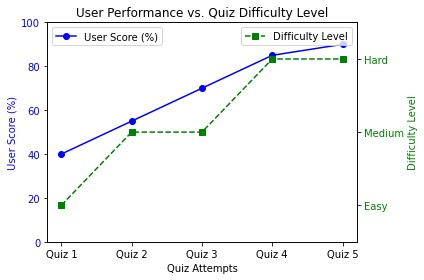 User Performance vs. Quiz Difficulty Level
100
80
60
40
20
0
User Score (%)
User Score (%)
Difficulty Level
Hard
Medium
Easy
Difficulty Level
Quiz 1 Quiz 2 Quiz 3 Quiz 4 Quiz 5
Quiz Attempts